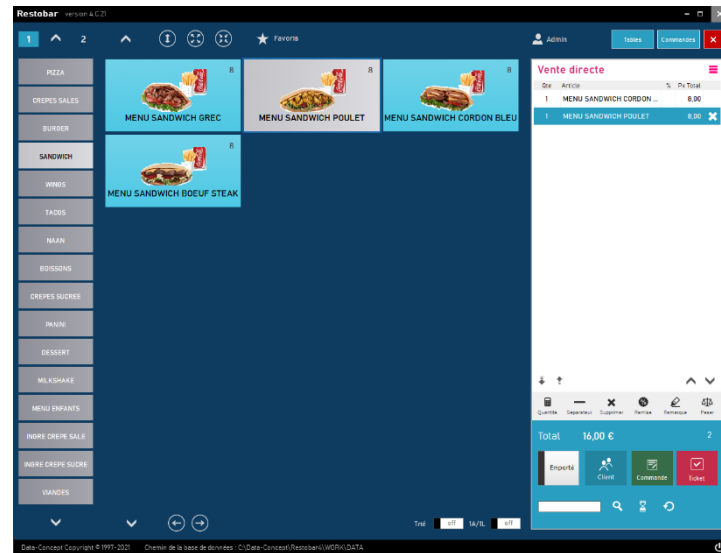 Restobar version 4.C.21
1 2
Favoris
Admin
Tables
Commandes
PIZZA
CREPES SALES
BURGER
SANDWICH
WINGS
TACOS
NAAN
BOISSONS
CREPES SUCREE
PANINI
DESSERT
MILKSHAKE
MENU ENFANTS
INGRE CREPE SALE
INGRE CREPE SUCRE
VIANDES
8
MENU SANDWICH GREC
8
MENU SANDWICH POULET
8
MENU SANDWICH CORDON BLEU
8
MENU SANDWICH BOEUF STEAK
Vente directe
Qte Article % Px Total
1 MENU SANDWICH CORDON ... 8,00
1 MENU SANDWICH POULET 8,00
Quantite Separateur Supprimer Remise Remarque Peser
Total 16,00 € 2
Emporté
Client
Commande
Ticket
Trié off 1A/1L off
Data-Concept Copyright © 1997-2021 Chemin de la base de données : C:\Data-Concept\Restobar4\WORK\DATA